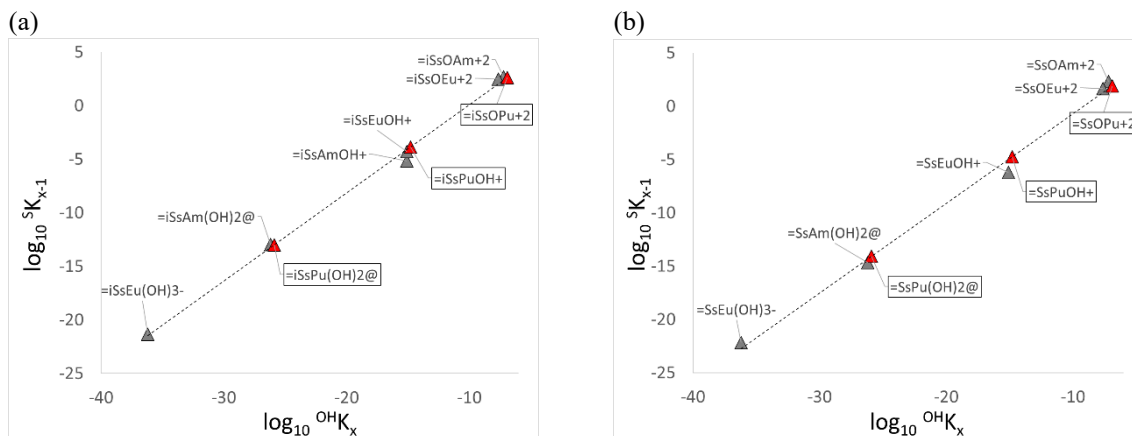 (a)
5
0
-5
-10
-15
-20
-25
-40
-30
-20
-10
log10 SKx-1
log10 OHKx
=iSsOAm+2
=iSsOEu+2
=iSsOPu+2
=iSsEuOH+
=iSsAmOH+
=iSsPuOH+
=iSsAm(OH)2@
=iSsPu(OH)2@
=iSsEu(OH)3-
(b)
5
0
-5
-10
-15
-20
-25
-40
-30
-20
-10
log10 SKx-1
log10 OHKx
=SsOAm+2
=SsOEu+2
=SsOPu+2
=SsEuOH+
=SsPuOH+
=SsAm(OH)2@
=SsPu(OH)2@
=SsEu(OH)3-